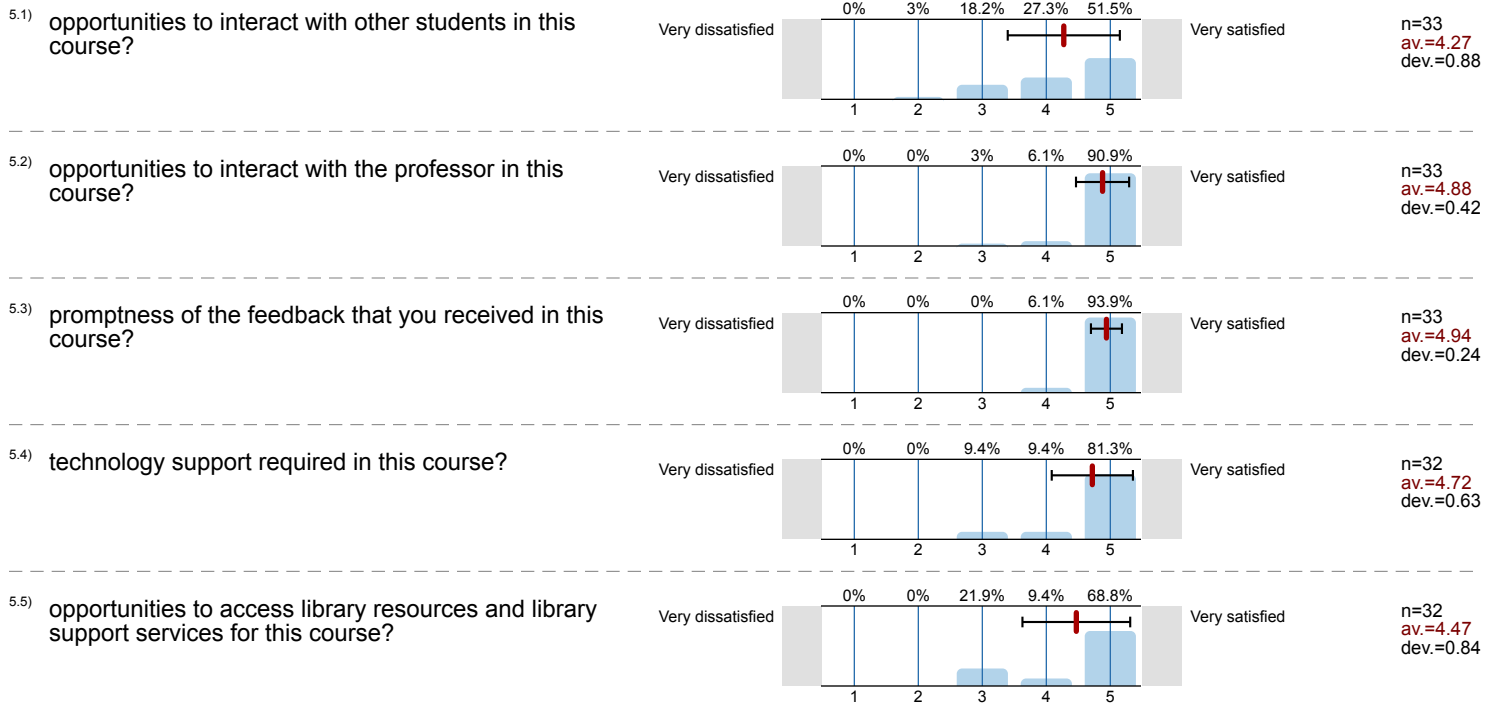 5.1) opportunities to interact with other students in this
course?
Very dissatisfied
0% 3% 18.2% 27.3% 51.5%
1 2 3 4 5
Very satisfied
n=33
av.=4.27
dev.=0.88
5.2) opportunities to interact with the professor in this
course?
Very dissatisfied
0% 0% 3% 6.1% 90.9%
1 2 3 4 5
Very satisfied
n=33
av.=4.88
dev.=0.42
5.3) promptness of the feedback that you received in this
course?
Very dissatisfied
0% 0% 0% 6.1% 93.9%
1 2 3 4 5
Very satisfied
n=33
av.=4.94
dev.=0.24
5.4) technology support required in this course?
Very dissatisfied
0% 0% 9.4% 9.4% 81.3%
1 2 3 4 5
Very satisfied
n=32
av.=4.72
dev.=0.63
5.5) opportunities to access library resources and library
support services for this course?
Very dissatisfied
0% 0% 21.9% 9.4% 68.8%
1 2 3 4 5
Very satisfied
n=32
av.=4.47
dev.=0.84